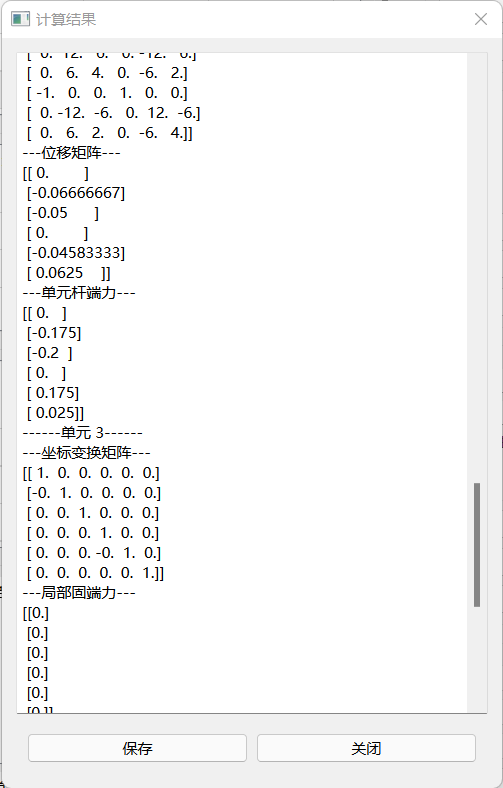 计算结果
[  0.  12.   6.   0. -12.   6.]
[  0.   6.   4.   0.  -6.   2.]
[ -1.   0.   0.   1.   0.   0.]
[  0. -12.  -6.   0.  12.  -6.]
[  0.   6.   2.   0.  -6.   4.]]
---位移矩阵---
[[ 0.        ]
[-0.06666667]
[-0.05      ]
[ 0.        ]
[-0.04583333]
[ 0.0625    ]]
---单元杆端力---
[[ 0.   ]
[-0.175]
[-0.2  ]
[ 0.   ]
[ 0.175]
[ 0.025]]
------单元 3------
---坐标变换矩阵---
[[ 1.  0.  0.  0.  0.  0.]
[-0.  1.  0.  0.  0.  0.]
[ 0.  0.  1.  0.  0.  0.]
[ 0.  0.  0.  1.  0.  0.]
[ 0.  0.  0. -0.  1.  0.]
[ 0.  0.  0.  0.  0.  1.]]
---局部固端力---
[[0.]
[0.]
[0.]
[0.]
[0.]
[0.]]
保存 关闭